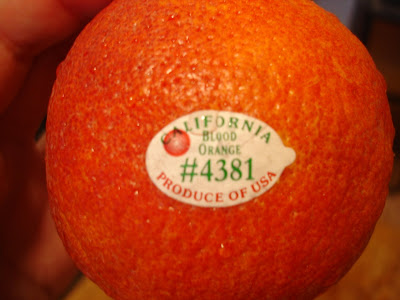 CALIFORNIA
BLOOD
ORANGE
#4381
PRODUCE OF USA